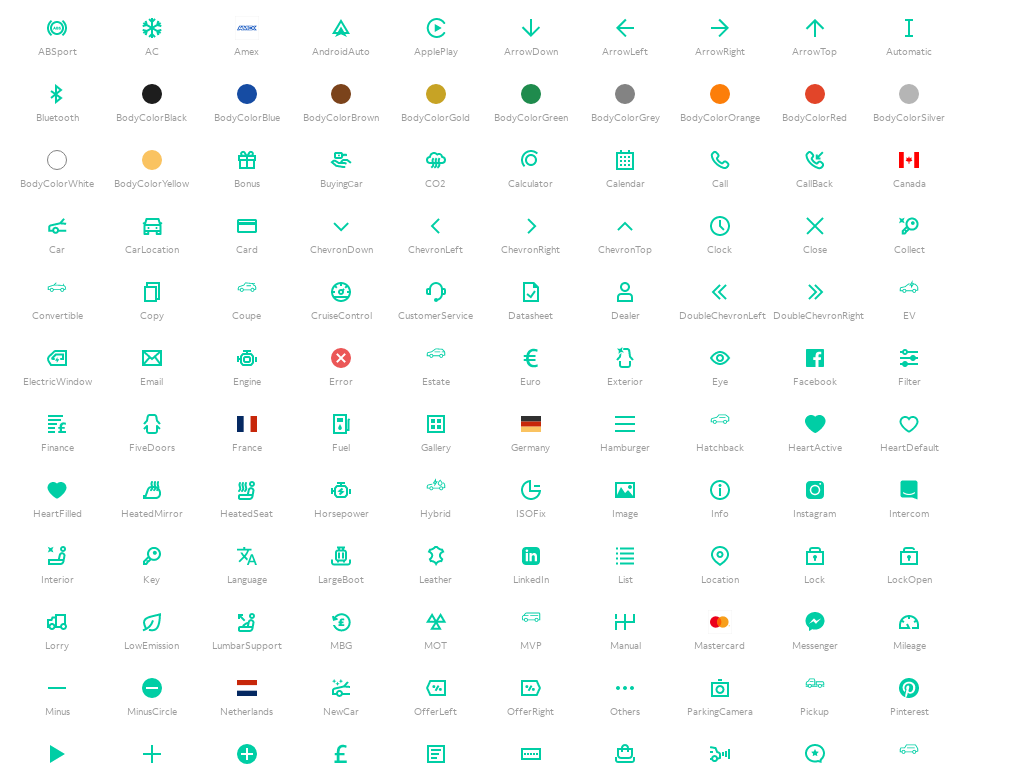 ABSport AC Amex AndroidAuto ApplePlay ArrowDown ArrowLeft ArrowRight ArrowTop Automatic
Bluetooth BodyColorBlack BodyColorBlue BodyColorBrown BodyColorGold BodyColorGreen BodyColorGrey BodyColorOrange BodyColorRed BodyColorSilver
BodyColorWhite BodyColorYellow Bonus BuyingCar CO2 Calculator Calendar Call CallBack Canada
Car CarLocation Card ChevronDown ChevronLeft ChevronRight ChevronTop Clock Close Collect
Convertible Copy Coupe CruiseControl CustomerService Datasheet Dealer DoubleChevronLeft DoubleChevronRight EV
ElectricWindow Email Engine Error Estate Euro Exterior Eye Facebook Filter
Finance FiveDoors France Fuel Gallery Germany Hamburger Hatchback HeartActive HeartDefault
HeartFilled HeatedMirror HeatedSeat Horsepower Hybrid ISOFix Image Info Instagram Intercom
Interior Key Language LargeBoot Leather LinkedIn List Location Lock LockOpen
Lorry LowEmission LumbarSupport MBG MOT MVP Manual Mastercard Messenger Mileage
Minus MinusCircle Netherlands NewCar OfferLeft OfferRight Others ParkingCamera Pickup Pinterest